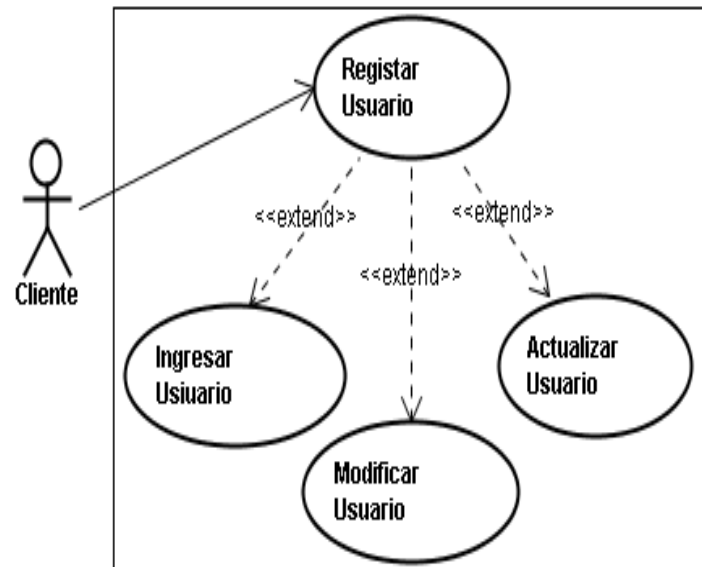 Registar
Usuario
<<extend>>
<<extend>>
<<extend>>
Cliente
Ingresar
Usiuario
Actualizar
Usuario
Modificar
Usuario